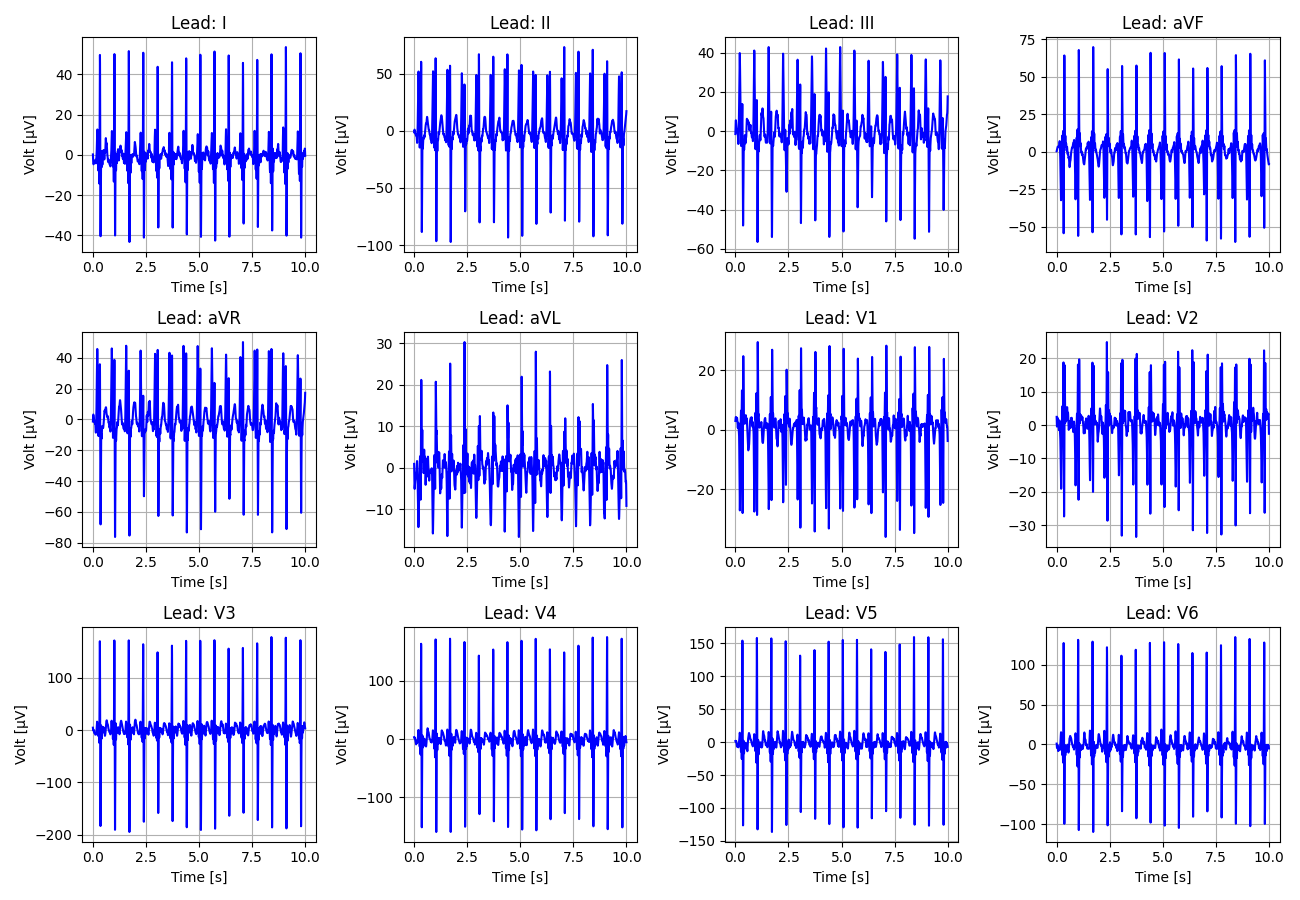 Lead: I Lead: II Lead: III Lead: aVF
Volt [µV] Volt [µV] Volt [µV] Volt [µV]
40 20 0 −20 −40
50 0 −50 −100
40 20 0 −20 −40 −60
75 50 25 0 −25 −50
0.0 2.5 5.0 7.5 10.0 0.0 2.5 5.0 7.5 10.0 0.0 2.5 5.0 7.5 10.0 0.0 2.5 5.0 7.5 10.0
Time [s] Time [s] Time [s] Time [s]
Lead: aVR Lead: aVL Lead: V1 Lead: V2
Volt [µV] Volt [µV] Volt [µV] Volt [µV]
40 20 0 −20 −40 −60 −80
30 20 10 0 −10
20 0 −20
20 10 0 −10 −20 −30
0.0 2.5 5.0 7.5 10.0 0.0 2.5 5.0 7.5 10.0 0.0 2.5 5.0 7.5 10.0 0.0 2.5 5.0 7.5 10.0
Time [s] Time [s] Time [s] Time [s]
Lead: V3 Lead: V4 Lead: V5 Lead: V6
Volt [µV] Volt [µV] Volt [µV] Volt [µV]
100 0 −100 −200
100 0 −100
150 100 50 0 −50 −100 −150
100 50 0 −50 −100
0.0 2.5 5.0 7.5 10.0 0.0 2.5 5.0 7.5 10.0 0.0 2.5 5.0 7.5 10.0 0.0 2.5 5.0 7.5 10.0
Time [s] Time [s] Time [s] Time [s]